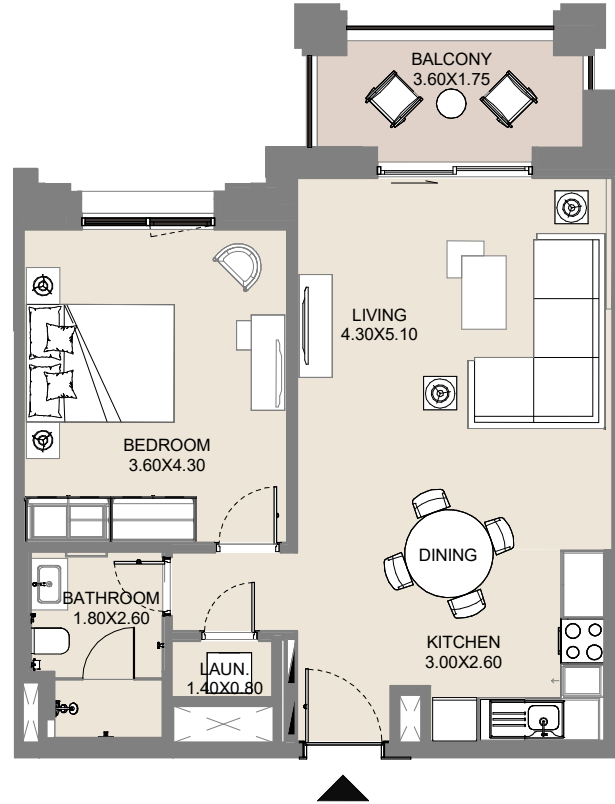 BALCONY
3.60X1.75
LIVING
4.30X5.10
BEDROOM
3.60X4.30
DINING
BATHROOM
1.80X2.60
KITCHEN
3.00X2.60
LAUN.
1.40X0.80